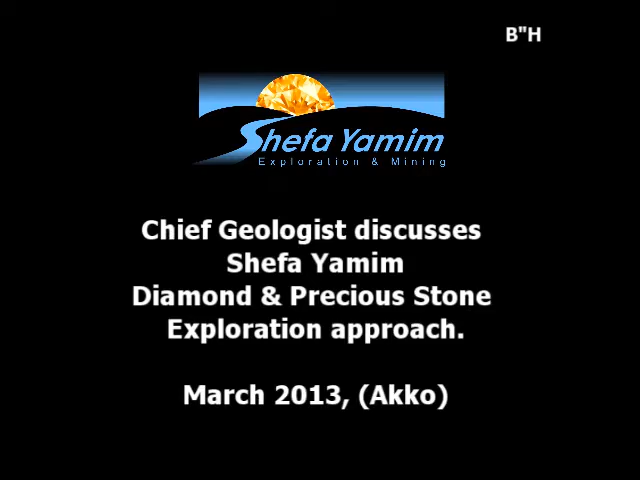 B"H
Shefa Yamim
Exploration & Mining
Chief Geologist discusses
Shefa Yamim
Diamond & Precious Stone
Exploration approach.
March 2013, (Akko)